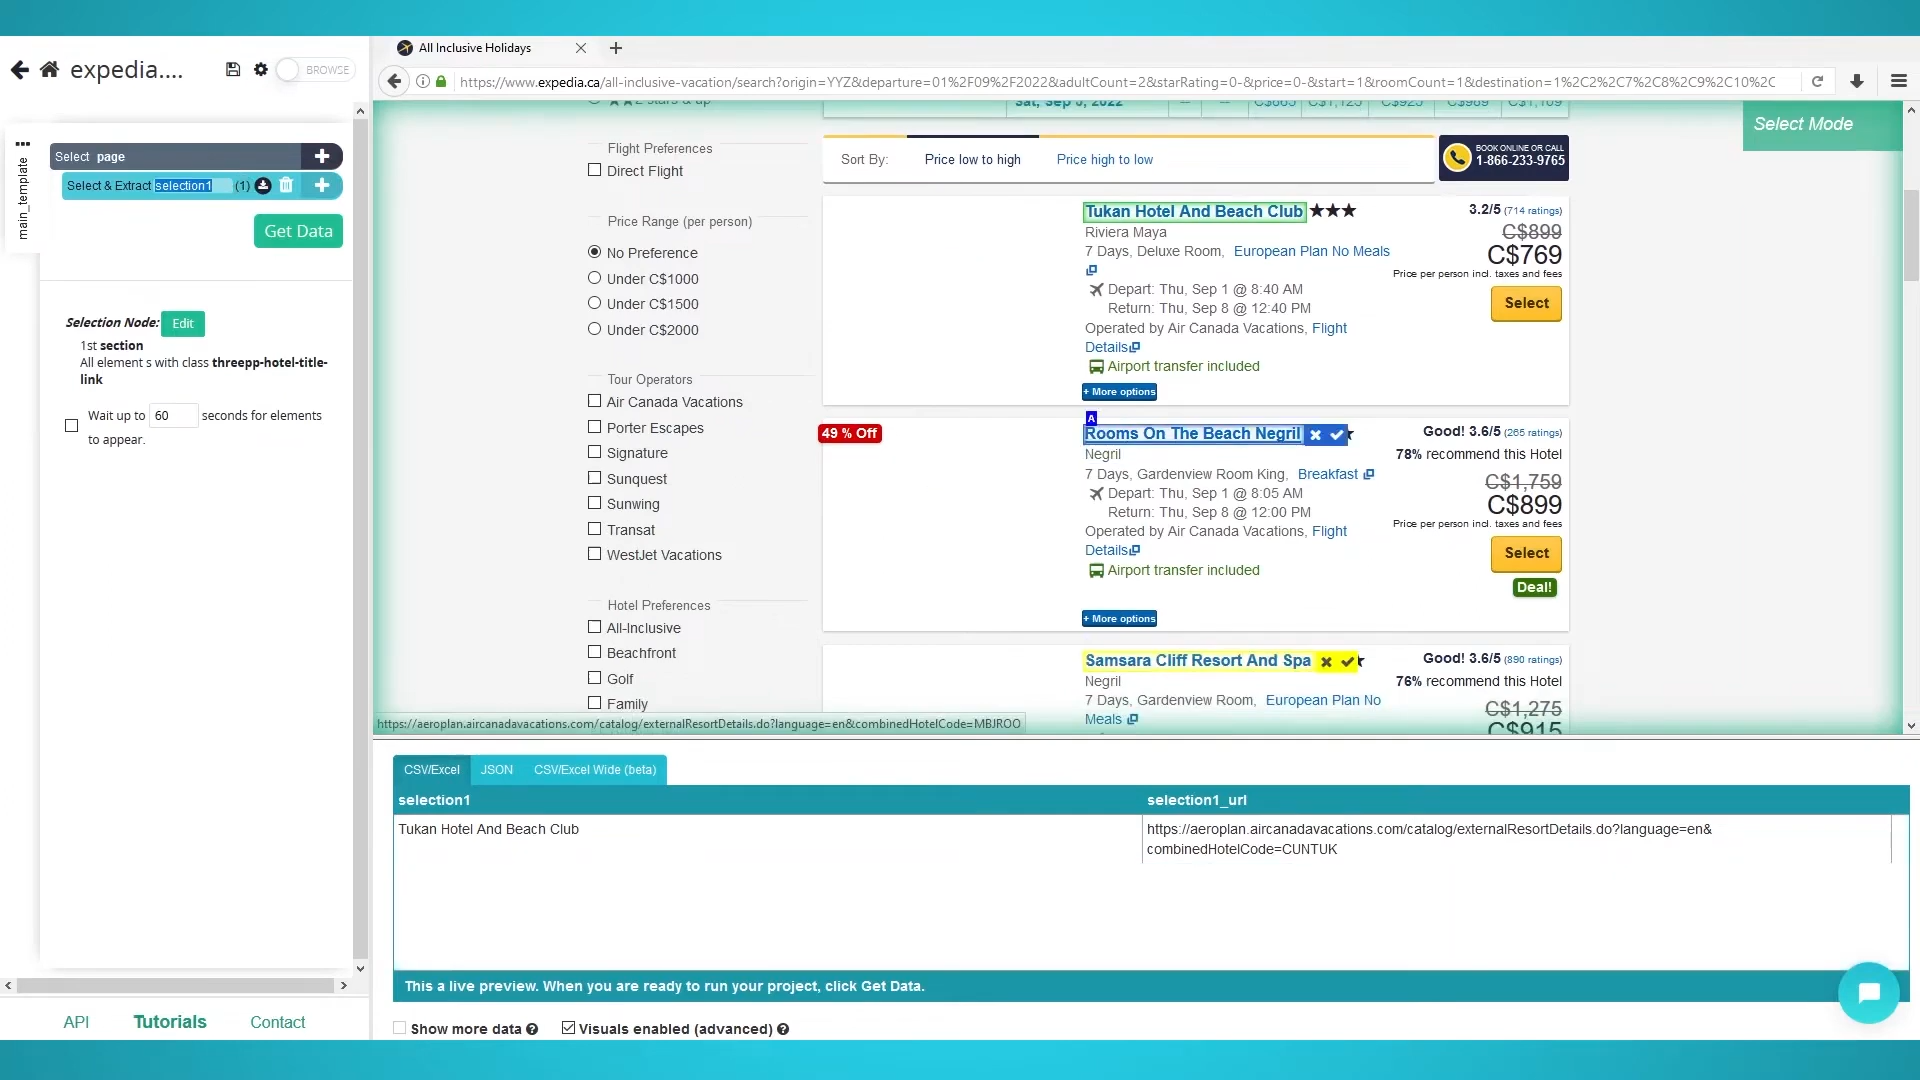 All Inclusive Holidays
expedia....
BROWSE
https://www.expedia.ca/all-inclusive-vacation/search?origin=YYZ&departure=01%2F09%2F2022&adultCount=2&starRating=0-&price=0-&start=1&roomCount=1&destination=1%2C2%2C7%2C8%2C9%2C10%2C
main_template
Select page
Select & Extract selection1 (1)
Get Data
Selection Node: Edit
1st section
All element s with class threepp-hotel-title-
link
Wait up to 60 seconds for elements
to appear.
API
Tutorials
Contact
2 stars & up
Sat, Sep 3, 2022 -- -- C$665 C$1,125 C$925 C$989 C$1,109
Select Mode
Flight Preferences
Direct Flight
Price Range (per person)
No Preference
Under C$1000
Under C$1500
Under C$2000
Tour Operators
Air Canada Vacations
Porter Escapes
Signature
Sunquest
Sunwing
Transat
WestJet Vacations
Hotel Preferences
All-Inclusive
Beachfront
Golf
Family
Sort By: Price low to high Price high to low
BOOK ONLINE OR CALL
1-866-233-9765
Tukan Hotel And Beach Club
3.2/5 (714 ratings)
Riviera Maya
C$899
7 Days, Deluxe Room, European Plan No Meals
C$769
Price per person incl. taxes and fees
Depart: Thu, Sep 1 @ 8:40 AM
Return: Thu, Sep 8 @ 12:40 PM
Select
Operated by Air Canada Vacations, Flight
Details
Airport transfer included
+ More options
A
49 % Off
Rooms On The Beach Negril
Good! 3.6/5 (265 ratings)
Negril
78% recommend this Hotel
7 Days, Gardenview Room King, Breakfast
C$1,759
Depart: Thu, Sep 1 @ 8:05 AM
C$899
Return: Thu, Sep 8 @ 12:00 PM
Price per person incl. taxes and fees
Operated by Air Canada Vacations, Flight
Details
Select
Airport transfer included
Deal!
+ More options
Samsara Cliff Resort And Spa
Good! 3.6/5 (890 ratings)
Negril
76% recommend this Hotel
7 Days, Gardenview Room, European Plan No
Meals
C$1,275
C$915
https://aeroplan.aircanadavacations.com/catalog/externalResortDetails.do?language=en&combinedHotelCode=MBJROO
CSV/Excel JSON CSV/Excel Wide (beta)
selection1 selection1_url
Tukan Hotel And Beach Club
https://aeroplan.aircanadavacations.com/catalog/externalResortDetails.do?language=en&
combinedHotelCode=CUNTUK
This a live preview. When you are ready to run your project, click Get Data.
Show more data ? Visuals enabled (advanced) ?